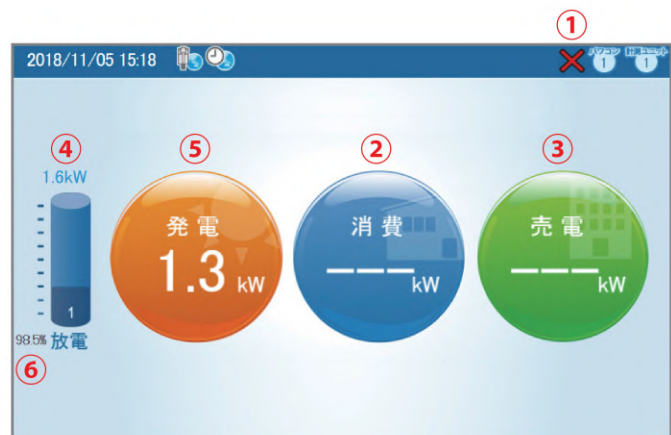 ①
2018/11/05 15:18
パワコン
1
計測ユニット
1
④
⑤
②
③
1.6kW
発電
1.3 kW
消費
--- kW
売電
--- kW
1
98.5% 放電
⑥